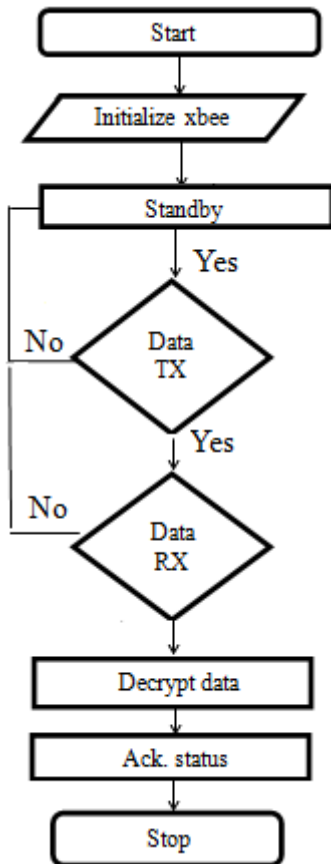 Start
Initialize xbee
Standby
Yes
Data
TX
No
Yes
Data
RX
No
Decrypt data
Ack. status
Stop